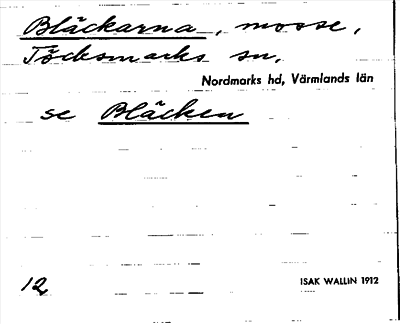 Bläckarna, mosse,
Töcksmarks sn.
Nordmarks hd, Värmlands län
se Bläcken
12
ISAK WALLIN 1912